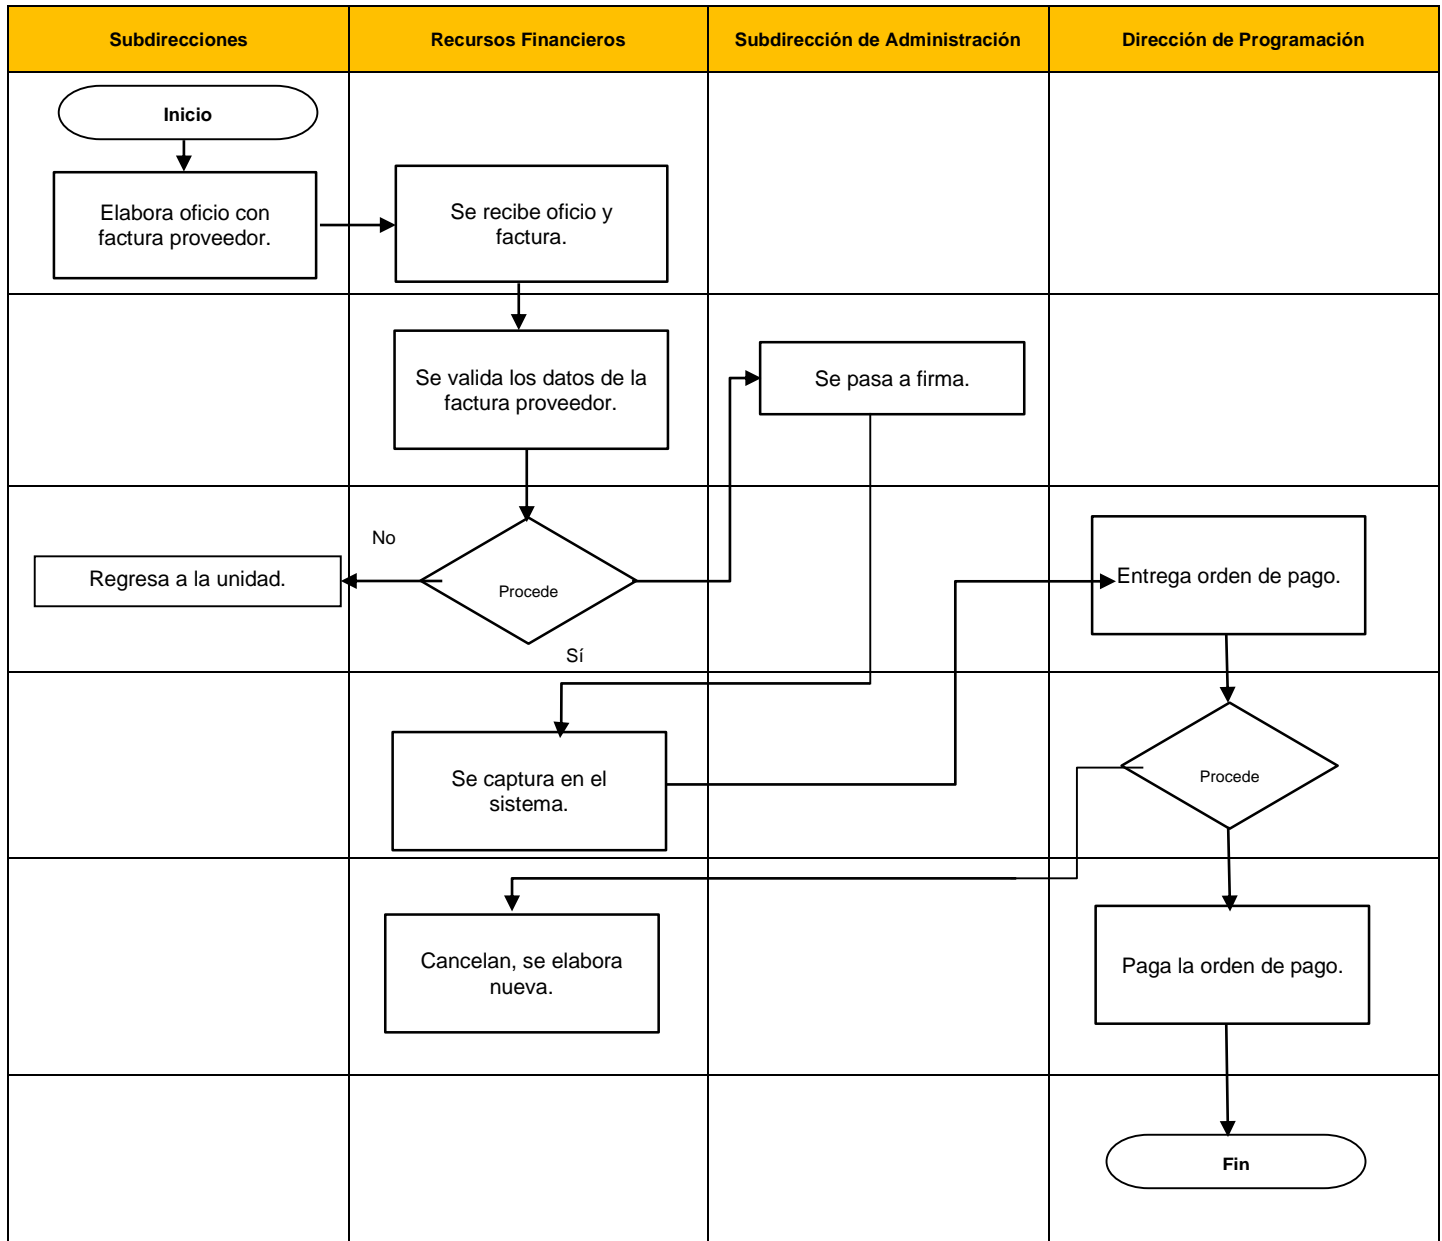 Subdirecciones
Recursos Financieros
Subdirección de Administración
Dirección de Programación
Inicio
Elabora oficio con
factura proveedor.
Se recibe oficio y
factura.
Se valida los datos de la
factura proveedor.
Se pasa a firma.
No
Regresa a la unidad.
Procede
Sí
Entrega orden de pago.
Se captura en el
sistema.
Procede
Cancelan, se elabora
nueva.
Paga la orden de pago.
Fin